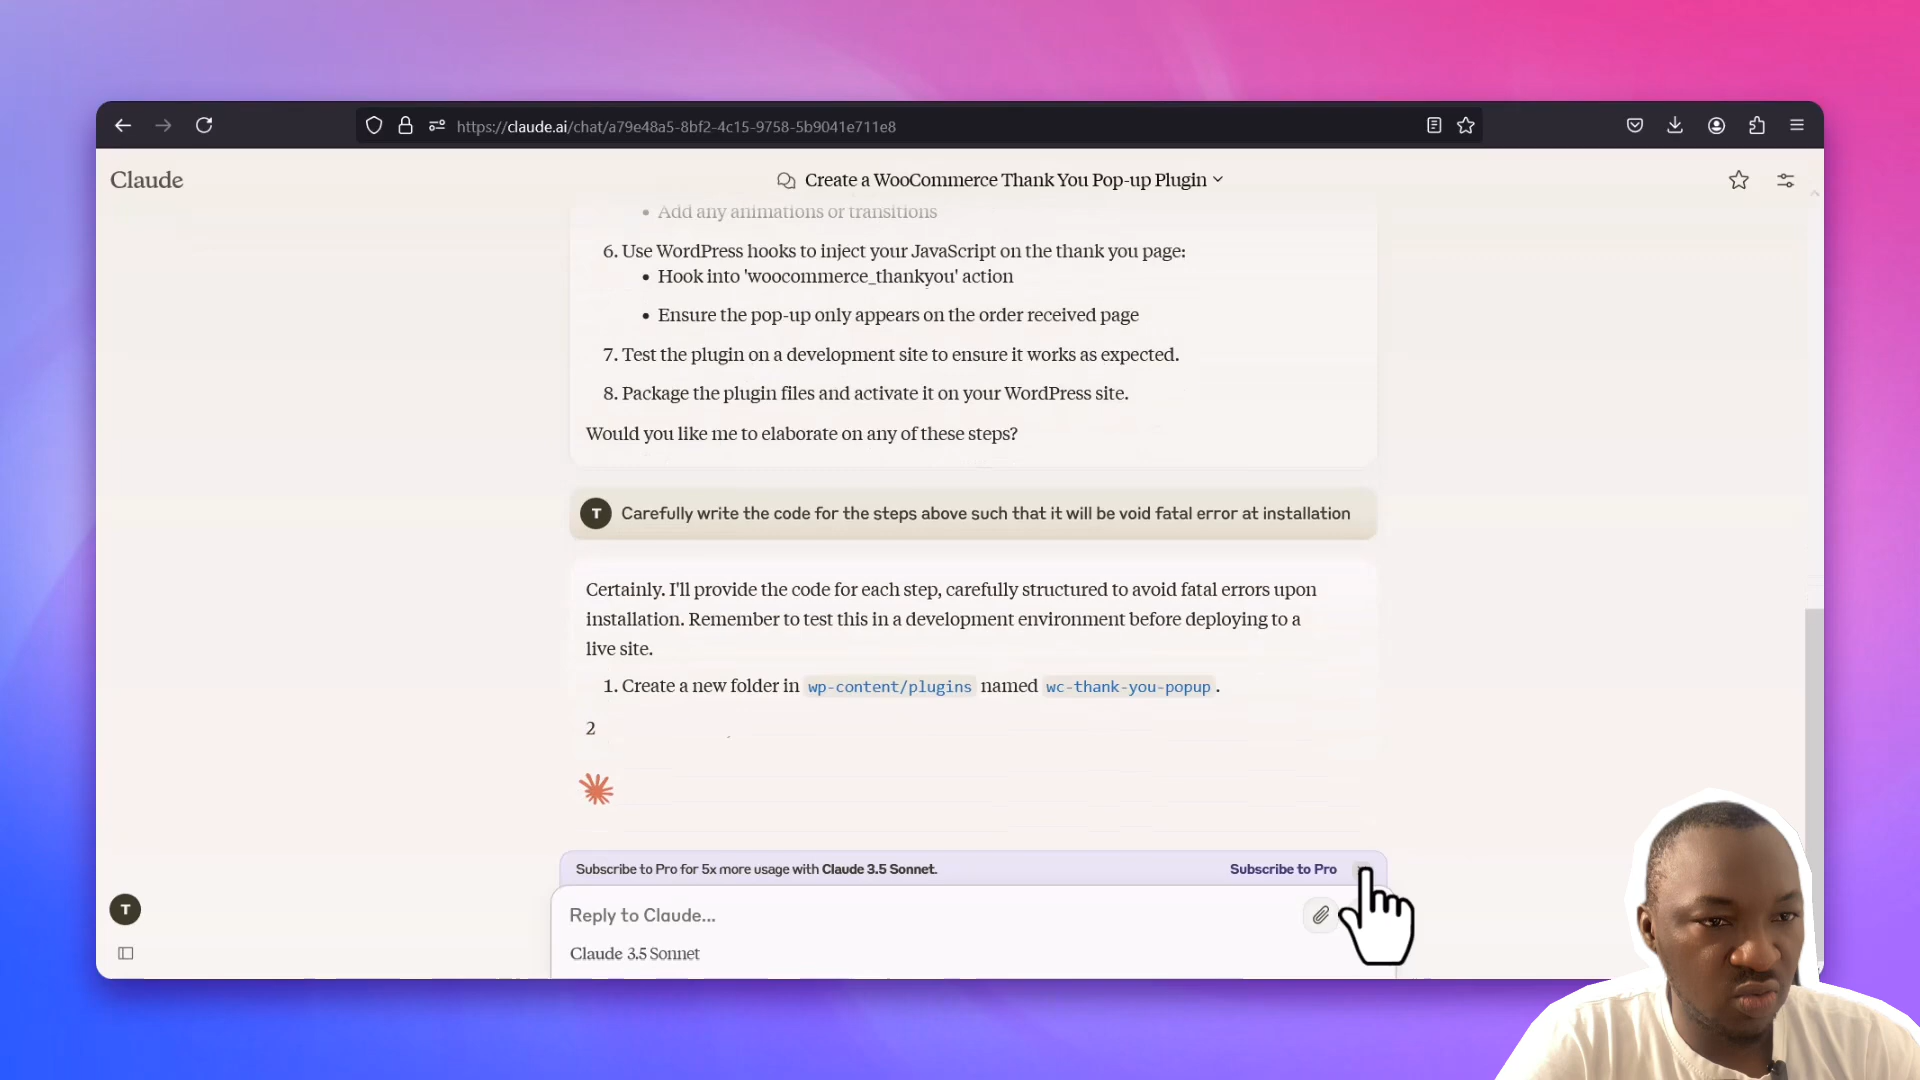 https://claude.ai/chat/a79e48a5-8bf2-4c15-9758-5b9041e711e8
Claude
Create a WooCommerce Thank You Pop-up Plugin
• Add any animations or transitions
6. Use WordPress hooks to inject your JavaScript on the thank you page:
• Hook into 'woocommerce_thankyou' action
• Ensure the pop-up only appears on the order received page
7. Test the plugin on a development site to ensure it works as expected.
8. Package the plugin files and activate it on your WordPress site.
Would you like me to elaborate on any of these steps?
T Carefully write the code for the steps above such that it will be void fatal error at installation
Certainly. I'll provide the code for each step, carefully structured to avoid fatal errors upon
installation. Remember to test this in a development environment before deploying to a
live site.
1. Create a new folder in wp-content/plugins named wc-thank-you-popup.
2
Subscribe to Pro for 5x more usage with Claude 3.5 Sonnet. Subscribe to Pro
T
Reply to Claude...
Claude 3.5 Sonnet